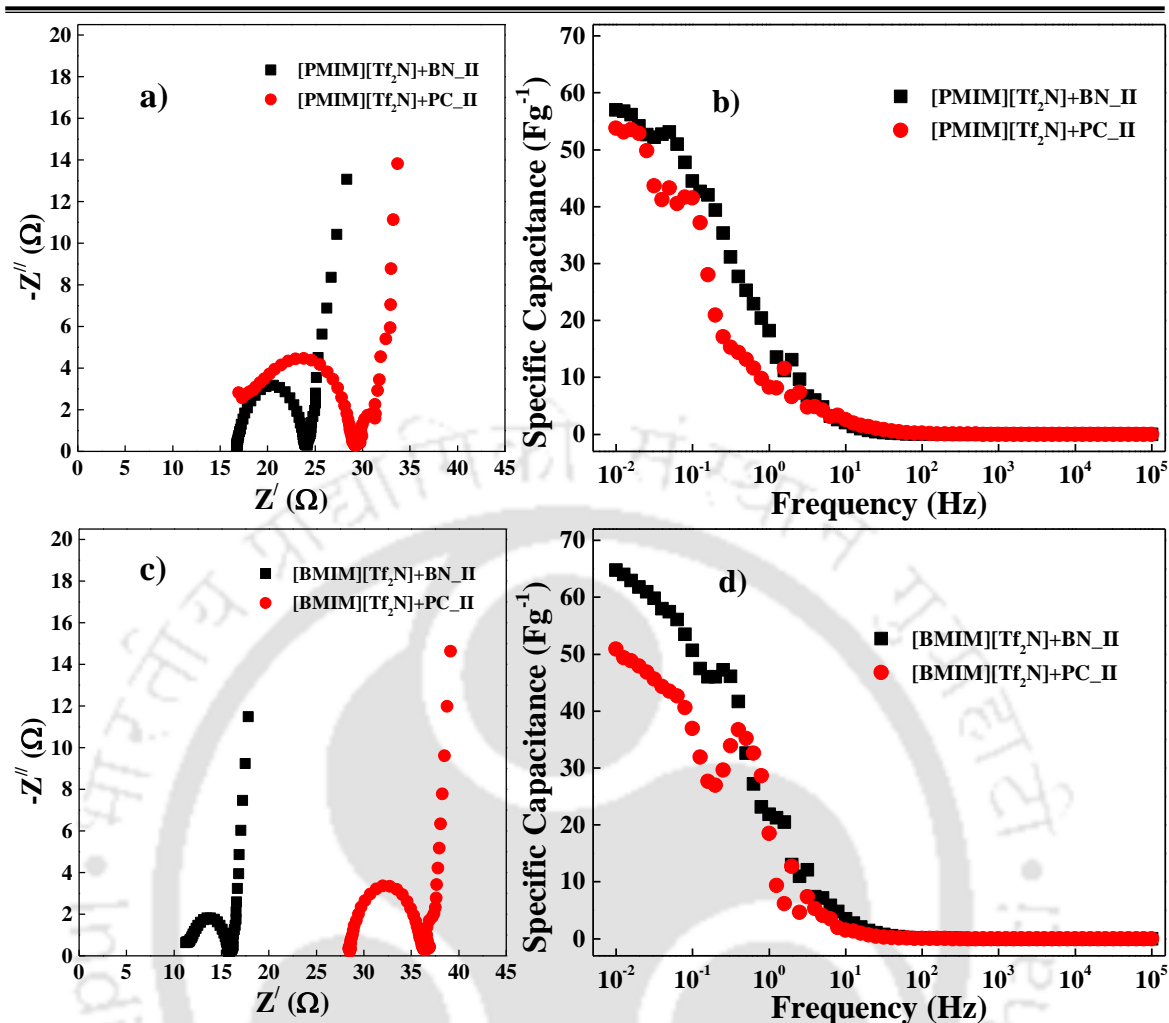 a)
[PMIM][Tf₂N]+BN_II
[PMIM][Tf₂N]+PC_II
20
18
16
14
12
10
8
6
4
2
0
-Z// (Ω)
0 5 10 15 20 25 30 35 40 45
Z/ (Ω)
b)
[PMIM][Tf₂N]+BN_II
[PMIM][Tf₂N]+PC_II
70
60
50
40
30
20
10
0
Specific Capacitance (Fg⁻¹)
10⁻² 10⁻¹ 10⁰ 10¹ 10² 10³ 10⁴ 10⁵
Frequency (Hz)
c)
[BMIM][Tf₂N]+BN_II
[BMIM][Tf₂N]+PC_II
20
18
16
14
12
10
8
6
4
2
0
-Z// (Ω)
0 5 10 15 20 25 30 35 40 45
Z/ (Ω)
d)
[BMIM][Tf₂N]+BN_II
[BMIM][Tf₂N]+PC_II
70
60
50
40
30
20
10
0
Specific Capacitance (Fg⁻¹)
10⁻² 10⁻¹ 10⁰ 10¹ 10² 10³ 10⁴ 10⁵
Frequency (Hz)